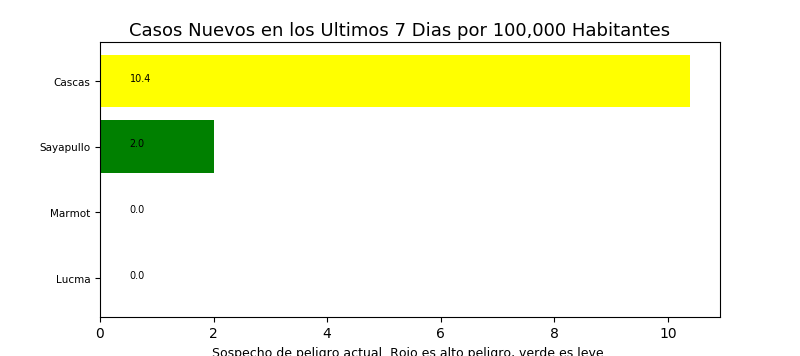 Casos Nuevos en los Ultimos 7 Dias por 100,000 Habitantes
Cascas
10.4
Sayapullo
2.0
Marmot
0.0
Lucma
0.0
0 2 4 6 8 10
Sospecho de peligro actual. Rojo es alto peligro, verde es leve